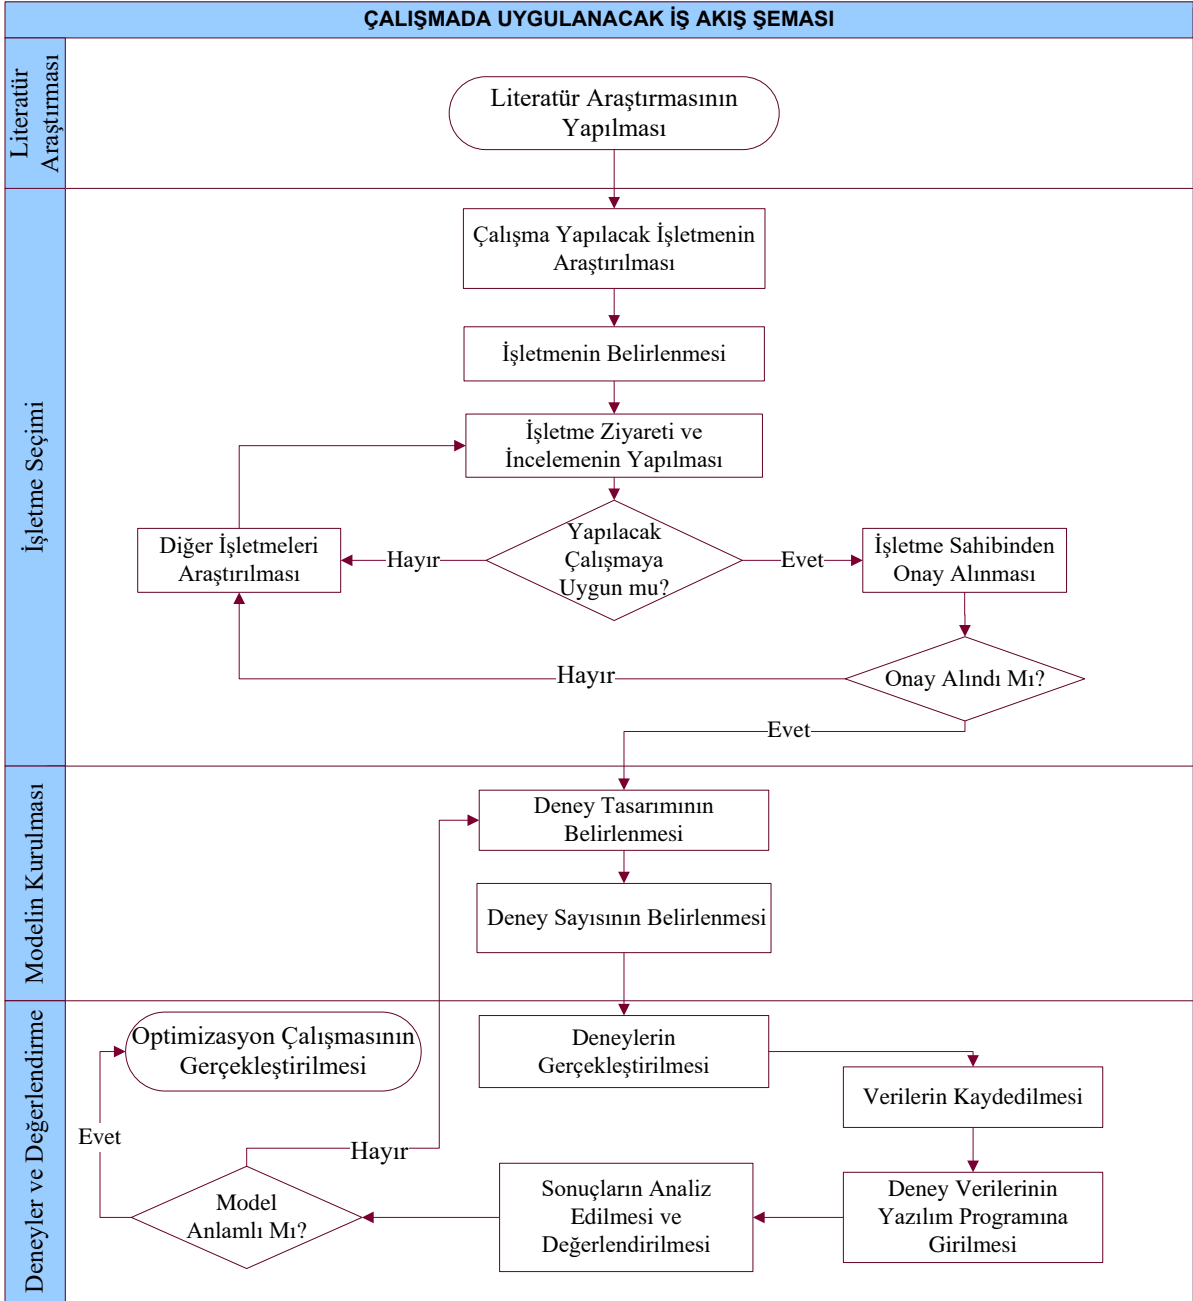 ÇALIŞMADA UYGULANACAK İŞ AKIŞ ŞEMASI
Literatür
Araştırması
Literatür Araştırmasının
Yapılması
İşletme Seçimi
Çalışma Yapılacak İşletmenin
Araştırılması
İşletmenin Belirlenmesi
İşletme Ziyareti ve
İncelemenin Yapılması
Yapılacak
Çalışmaya
Uygun mu?
Hayır
Diğer İşletmeleri
Araştırılması
Evet
İşletme Sahibinden
Onay Alınması
Onay Alındı Mı?
Hayır
Evet
Modelin Kurulması
Deney Tasarımının
Belirlenmesi
Deney Sayısının Belirlenmesi
Deneyler ve Değerlendirme
Deneylerin
Gerçekleştirilmesi
Verilerin Kaydedilmesi
Deney Verilerinin
Yazılım Programına
Girilmesi
Sonuçların Analiz
Edilmesi ve
Değerlendirilmesi
Model
Anlamlı Mı?
Hayır
Evet
Optimizasyon Çalışmasının
Gerçekleştirilmesi